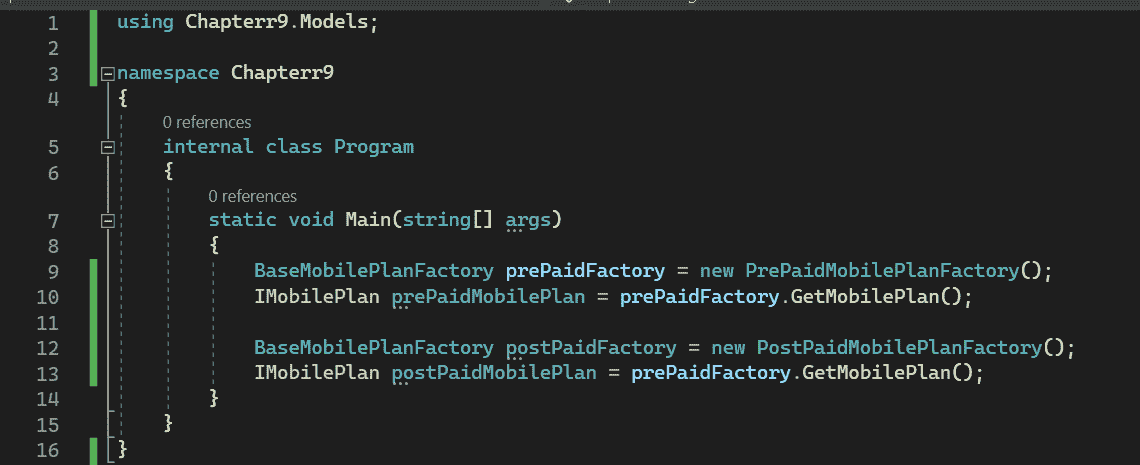 1 using Chapterr9.Models;
2
3 namespace Chapterr9
4 {
0 references
5 internal class Program
6 {
0 references
7 static void Main(string[] args)
8 {
9 BaseMobilePlanFactory prePaidFactory = new PrePaidMobilePlanFactory();
10 IMobilePlan prePaidMobilePlan = prePaidFactory.GetMobilePlan();
11
12 BaseMobilePlanFactory postPaidFactory = new PostPaidMobilePlanFactory();
13 IMobilePlan postPaidMobilePlan = prePaidFactory.GetMobilePlan();
14 }
15 }
16 }